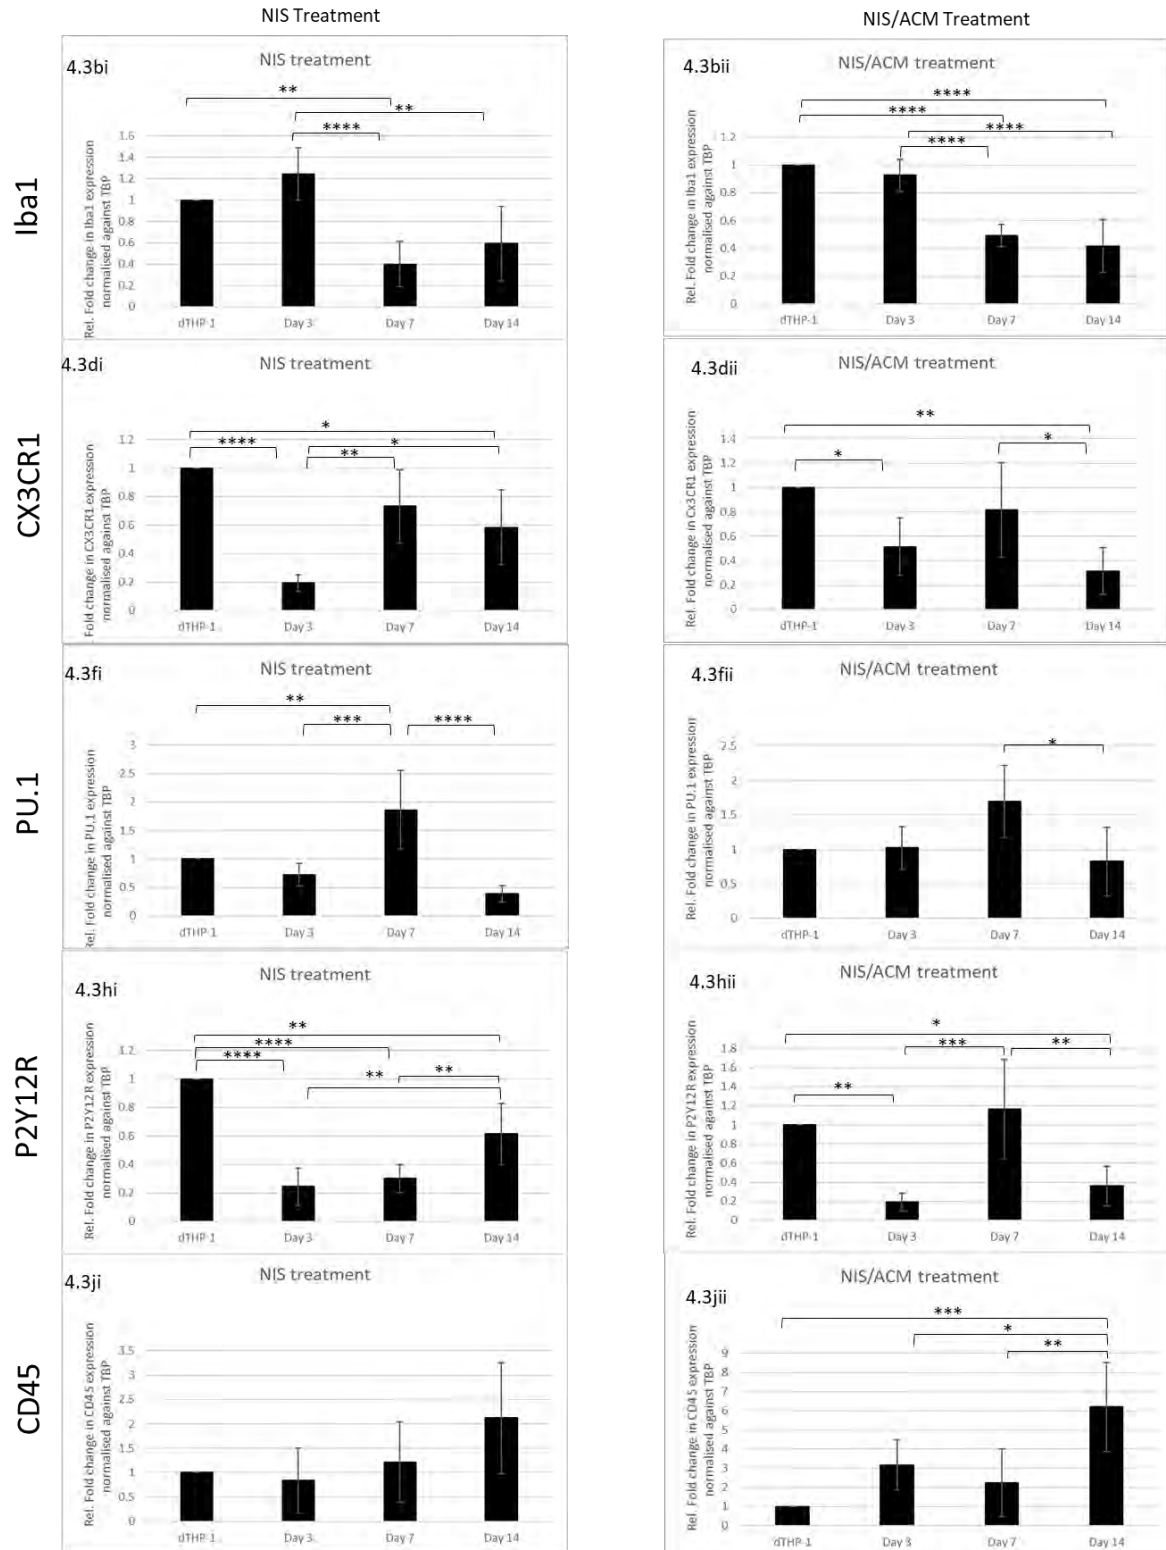 NIS Treatment
NIS/ACM Treatment
Iba1
4.3bi
NIS treatment
**
**
****
Rel. Fold change in Iba1 expression
normalised against TBP
1.6
1.4
1.2
1
0.8
0.6
0.4
0.2
0
dTHP-1
Day 3
Day 7
Day 14
4.3bii
NIS/ACM treatment
****
****
****
****
Rel. Fold change in Iba1 expression
normalised against TBP
1.2
1
0.8
0.6
0.4
0.2
0
dTHP-1
Day 3
Day 7
Day 14
CX3CR1
4.3di
NIS treatment
*
****
*
**
Fold change in CX3CR1 expression
normalised against TBP
1.2
1
0.8
0.6
0.4
0.2
0
dTHP-1
Day 3
Day 7
Day 14
4.3dii
NIS/ACM treatment
**
*
*
Rel. Fold change in Cx3CR1 expression
normalised against TBP
1.4
1.2
1
0.8
0.6
0.4
0.2
0
dTHP-1
Day 3
Day 7
Day 14
PU.1
4.3fi
NIS treatment
**
***
****
Rel. Fold change in PU.1 expression
normalised against TBP
3
2.5
2
1.5
1
0.5
0
dTHP-1
Day 3
Day 7
Day 14
4.3fii
NIS/ACM treatment
*
Rel. Fold change in PU.1 expression
normalised against TBP
2.5
2
1.5
1
0.5
0
dTHP-1
Day 3
Day 7
Day 14
P2Y12R
4.3hi
NIS treatment
**
****
****
**
**
Rel. Fold change in P2Y12R expression
normalised against TBP
1.2
1
0.8
0.6
0.4
0.2
0
dTHP-1
Day 3
Day 7
Day 14
4.3hii
NIS/ACM treatment
*
***
**
**
Rel. Fold change in P2Y12R expression
normalised against TBP
1.8
1.6
1.4
1.2
1
0.8
0.6
0.4
0.2
0
dTHP-1
Day 3
Day 7
Day 14
CD45
4.3ji
NIS treatment
Rel. Fold change in CD45 expression
normalised against TBP
3.5
3
2.5
2
1.5
1
0.5
0
dTHP-1
Day 3
Day 7
Day 14
4.3jii
NIS/ACM treatment
***
*
**
Rel. Fold change in CD45 expression
normalised against TBP
9
8
7
6
5
4
3
2
1
0
dTHP-1
Day 3
Day 7
Day 14